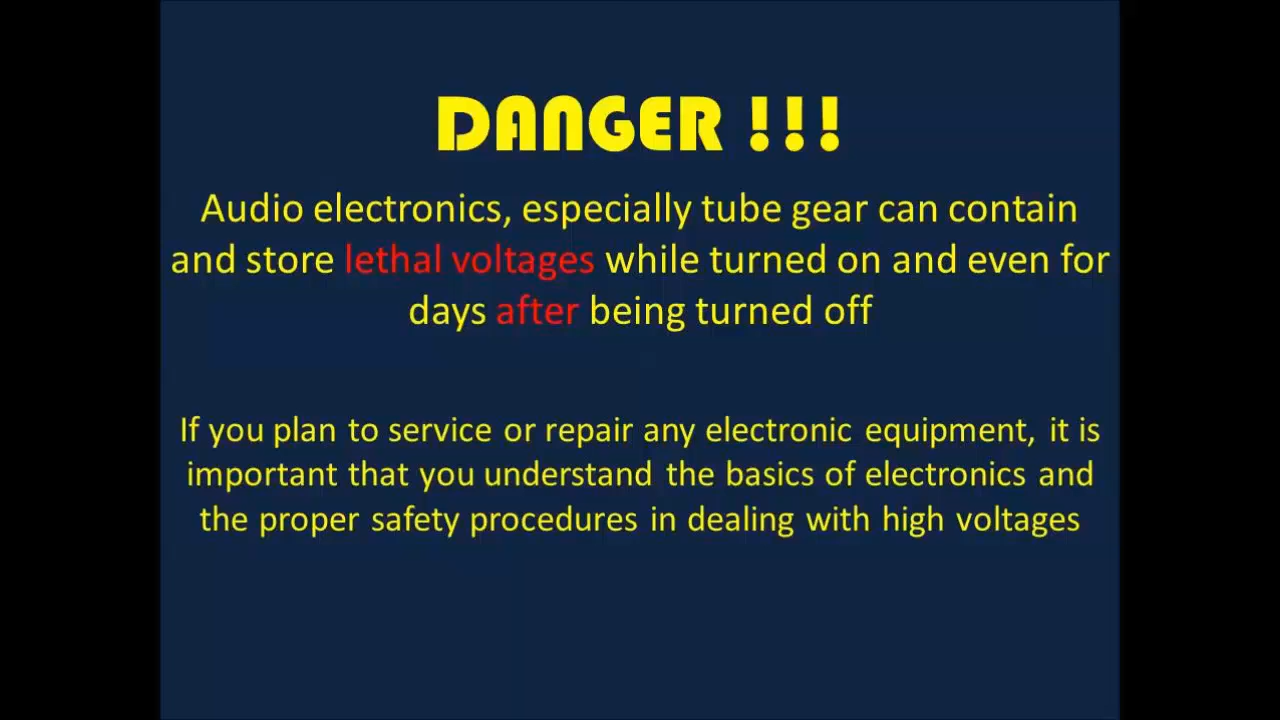 DANGER !!!
Audio electronics, especially tube gear can contain
and store lethal voltages while turned on and even for
days after being turned off
If you plan to service or repair any electronic equipment, it is
important that you understand the basics of electronics and
the proper safety procedures in dealing with high voltages